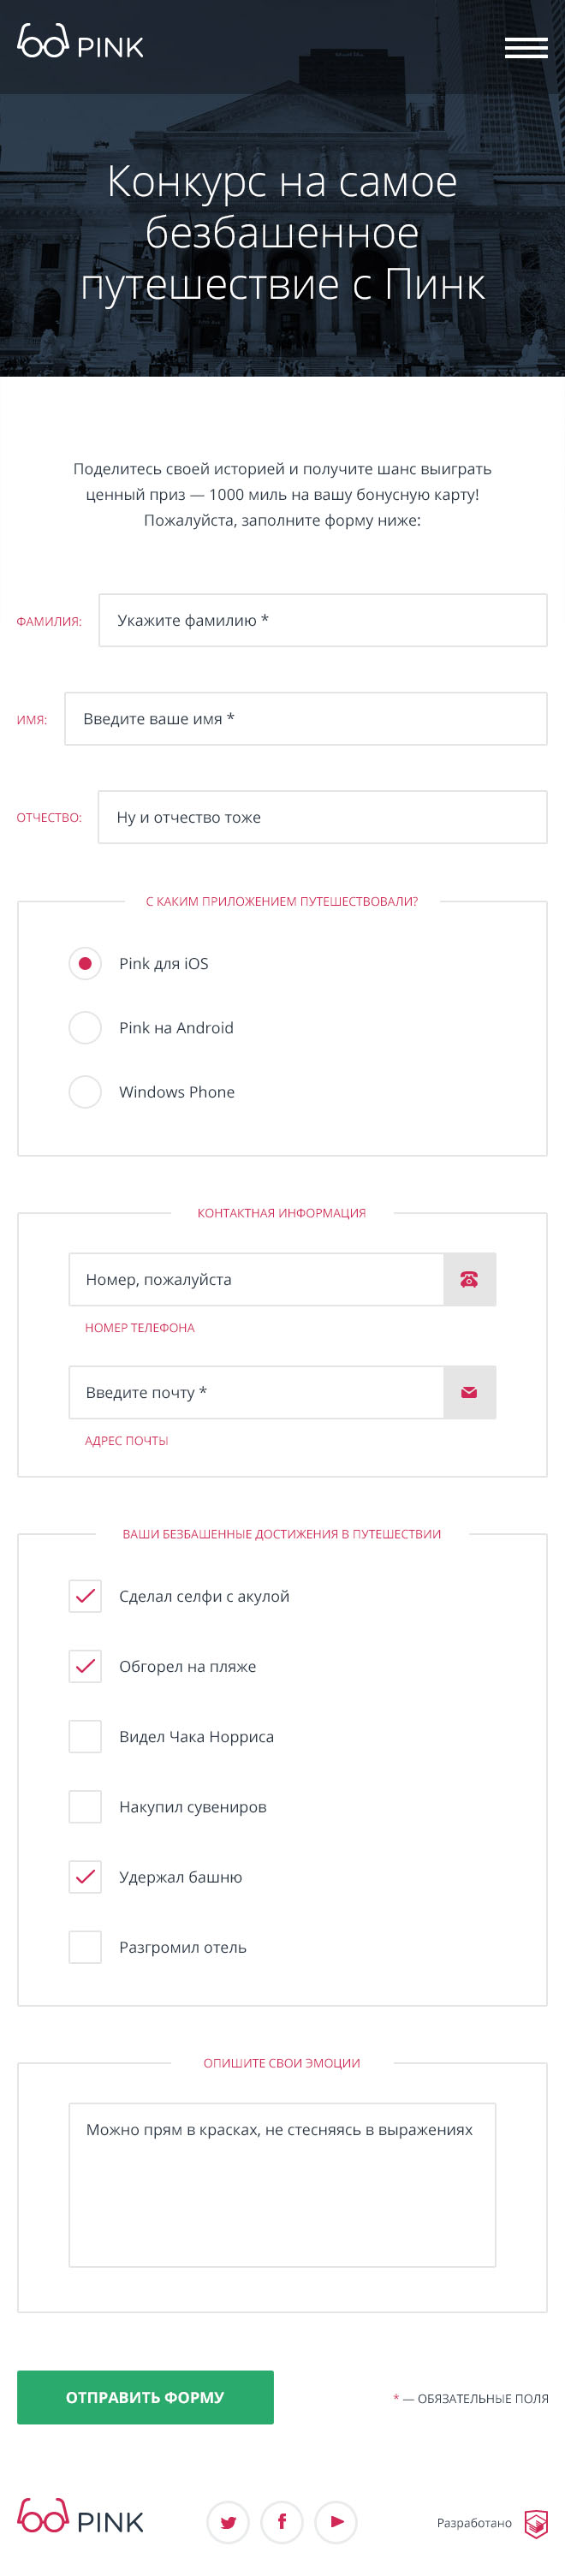 PINK
Конкурс на самое
безбашенное
путешествие с Пинк
Поделитесь своей историей и получите шанс выиграть
ценный приз — 1000 миль на вашу бонусную карту!
Пожалуйста, заполните форму ниже:
ФАМИЛИЯ:
Укажите фамилию *
ИМЯ:
Введите ваше имя *
ОТЧЕСТВО:
Ну и отчество тоже
С КАКИМ ПРИЛОЖЕНИЕМ ПУТЕШЕСТВОВАЛИ?
Pink для iOS
Pink на Android
Windows Phone
КОНТАКТНАЯ ИНФОРМАЦИЯ
Номер, пожалуйста
НОМЕР ТЕЛЕФОНА
Введите почту *
АДРЕС ПОЧТЫ
ВАШИ БЕЗБАШЕННЫЕ ДОСТИЖЕНИЯ В ПУТЕШЕСТВИИ
Сделал селфи с акулой
Обгорел на пляже
Видел Чака Норриса
Накупил сувениров
Удержал башню
Разгромил отель
ОПИШИТЕ СВОИ ЭМОЦИИ
Можно прям в красках, не стесняясь в выражениях
ОТПРАВИТЬ ФОРМУ
* — ОБЯЗАТЕЛЬНЫЕ ПОЛЯ
PINK
Разработано